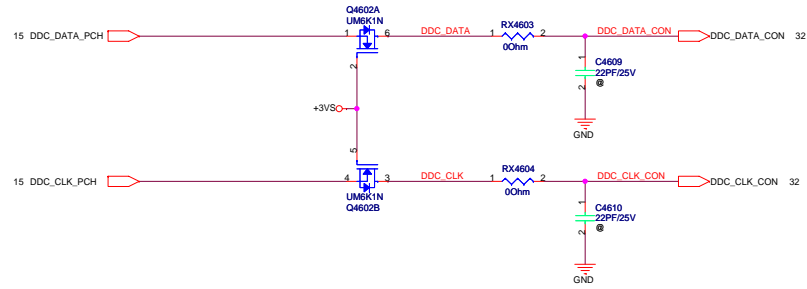 Q4602A
UM6K1N
15 DDC_DATA_PCH
1
6
DDC_DATA
RX4603
1
2
0Ohm
DDC_DATA_CON
DDC_DATA_CON 32
2
1
C4609
22PF/25V
@
2
GND
+3VS
5
15 DDC_CLK_PCH
4
3
DDC_CLK
UM6K1N
Q4602B
RX4604
1
2
0Ohm
DDC_CLK_CON
DDC_CLK_CON 32
1
C4610
22PF/25V
@
2
GND